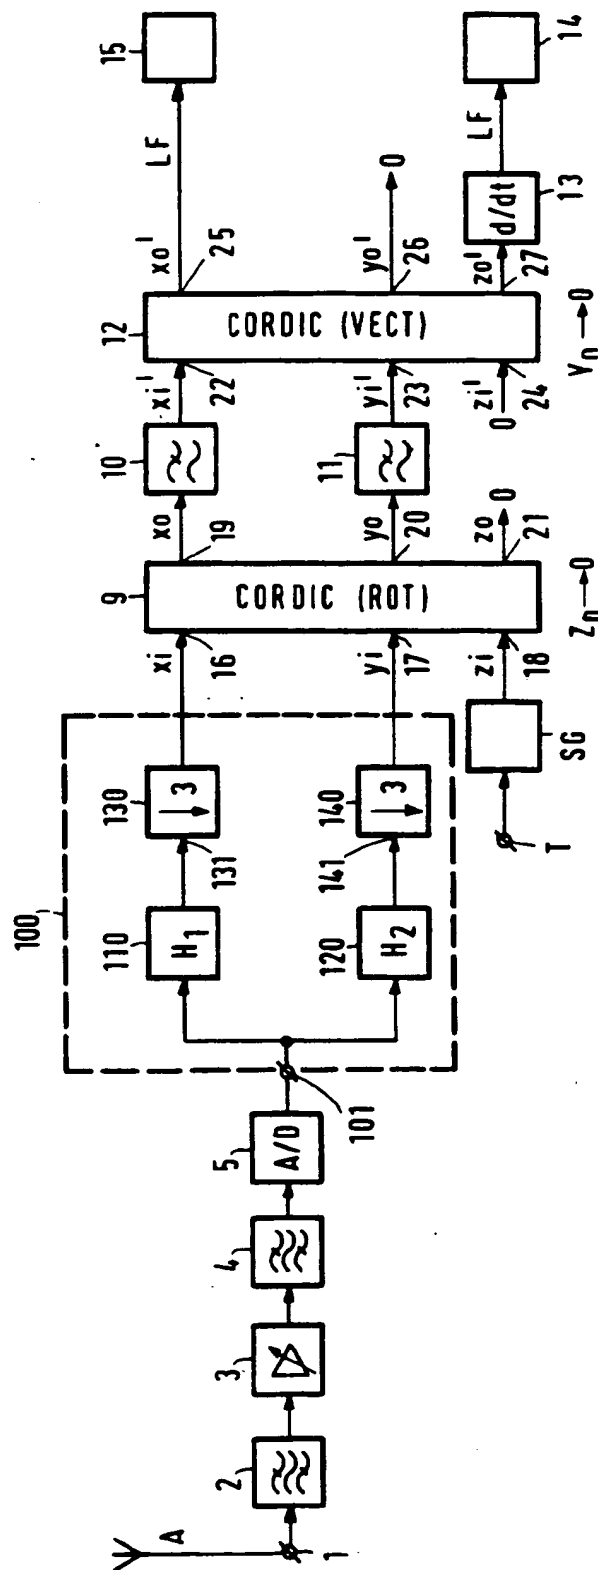 A
1
2
3
4
5
A/D
101
100
110
H1
120
H2
130
3
131
140
3
141
T
SG
xi
16
yi
17
zi
18
9
CORDIC (ROT)
Zn → 0
xo
19
yo
20
zo
21
0
10
11
xi'
22
yi'
23
zi'
24
0
12
CORDIC (VECT)
Yn → 0
xo'
25
yo'
26
0
zo'
27
d/dt
13
LF
15
LF
14